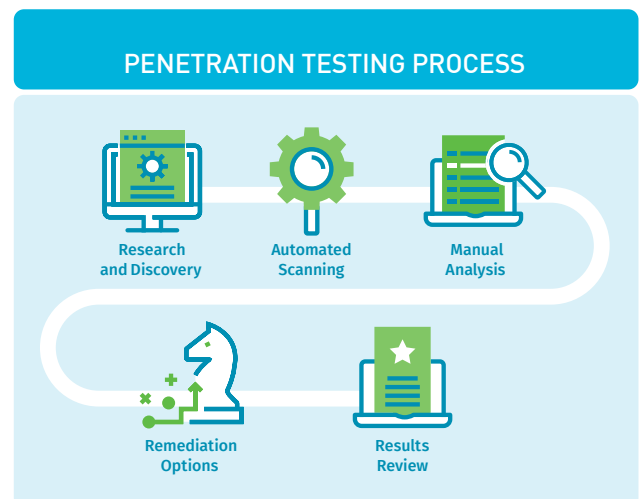 PENETRATION TESTING PROCESS
Research
and Discovery
Automated
Scanning
Manual
Analysis
Remediation
Options
Results
Review